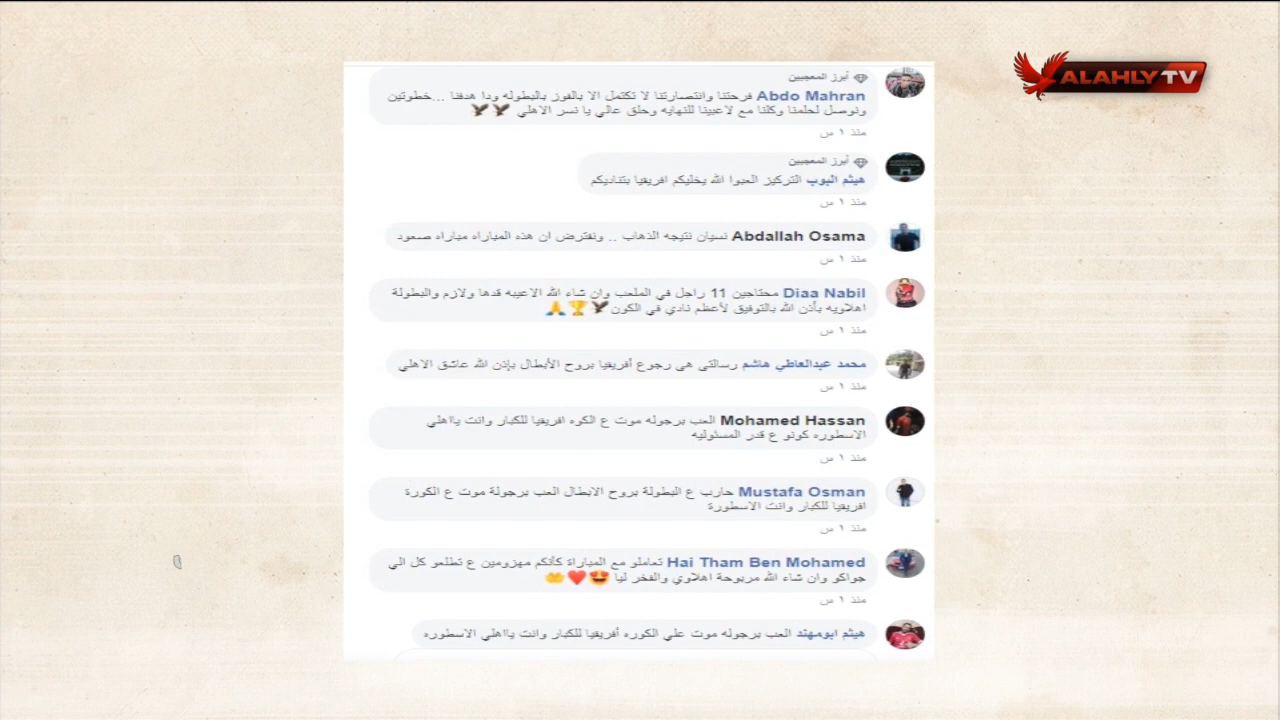 ALAHLY TV
أبرز المعجبين
Abdo Mahran فرحتنا وانتصارتنا لا تكتمل الا بالفوز بالبطوله ودا هدفنا ...خطوتين
ونوصل لحلمنا وكلنا مع لاعبينا للنهايه وحلق عالي يا نسر الاهلي 🦅 🦅
منذ ١ س
أبرز المعجبين
هيثم البوب التركيز العبوا الله يخليكم افريقيا بتناديكم
منذ ١ س
Abdallah Osama نسيان نتيجه الذهاب .. ونفترض ان هذه المباراه مباراه صعود
منذ ١ س
Diaa Nabil محتاجين 11 راجل في الملعب وان شاء الله الاعيبه قدها ولازم والبطولة
اهلاويه بأذن الله بالتوفيق لأعظم نادي في الكون🦅🏆🙏
منذ ١ س
محمد عبدالعاطي هاشم رسالتى هى رجوع أفريقيا بروح الأبطال بإذن الله عاشق الاهلي
منذ ١ س
Mohamed Hassan العب برجوله موت ع الكوره افريقيا للكبار وانت يااهلي
الاسطوره كونو ع قدر المسئوليه
منذ ١ س
Mustafa Osman حارب ع البطولة بروح الابطال العب برجولة موت ع الكورة
افريقيا للكبار وانت الاسطورة
منذ ١ س
Hai Tham Ben Mohamed تعاملو مع المباراة كأنكم مهزومين ع تطلعو كل الي
جواكو وان شاء الله مربوحة اهلاوي والفخر ليا 😍❤️🤲
منذ ١ س
هيثم ابومهند العب برجوله موت علي الكوره أفريقيا للكبار وانت يااهلي الاسطوره